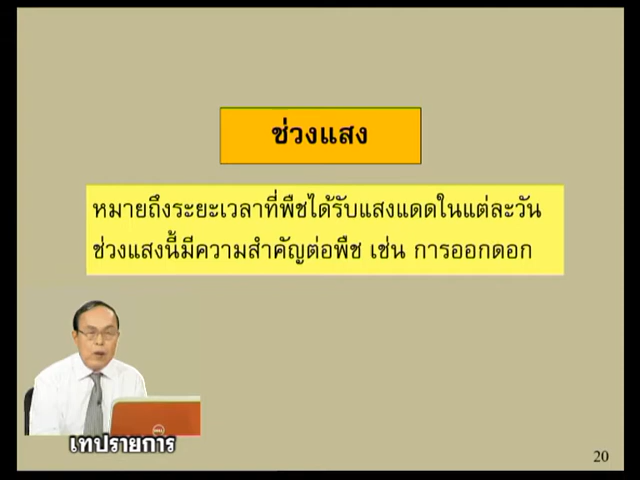 ช่วงแสง
หมายถึงระยะเวลาที่พืชได้รับแสงแดดในแต่ละวัน
ช่วงแสงนี้มีความสำคัญต่อพืช เช่น การออกดอก
DELL
เทปรายการ
20